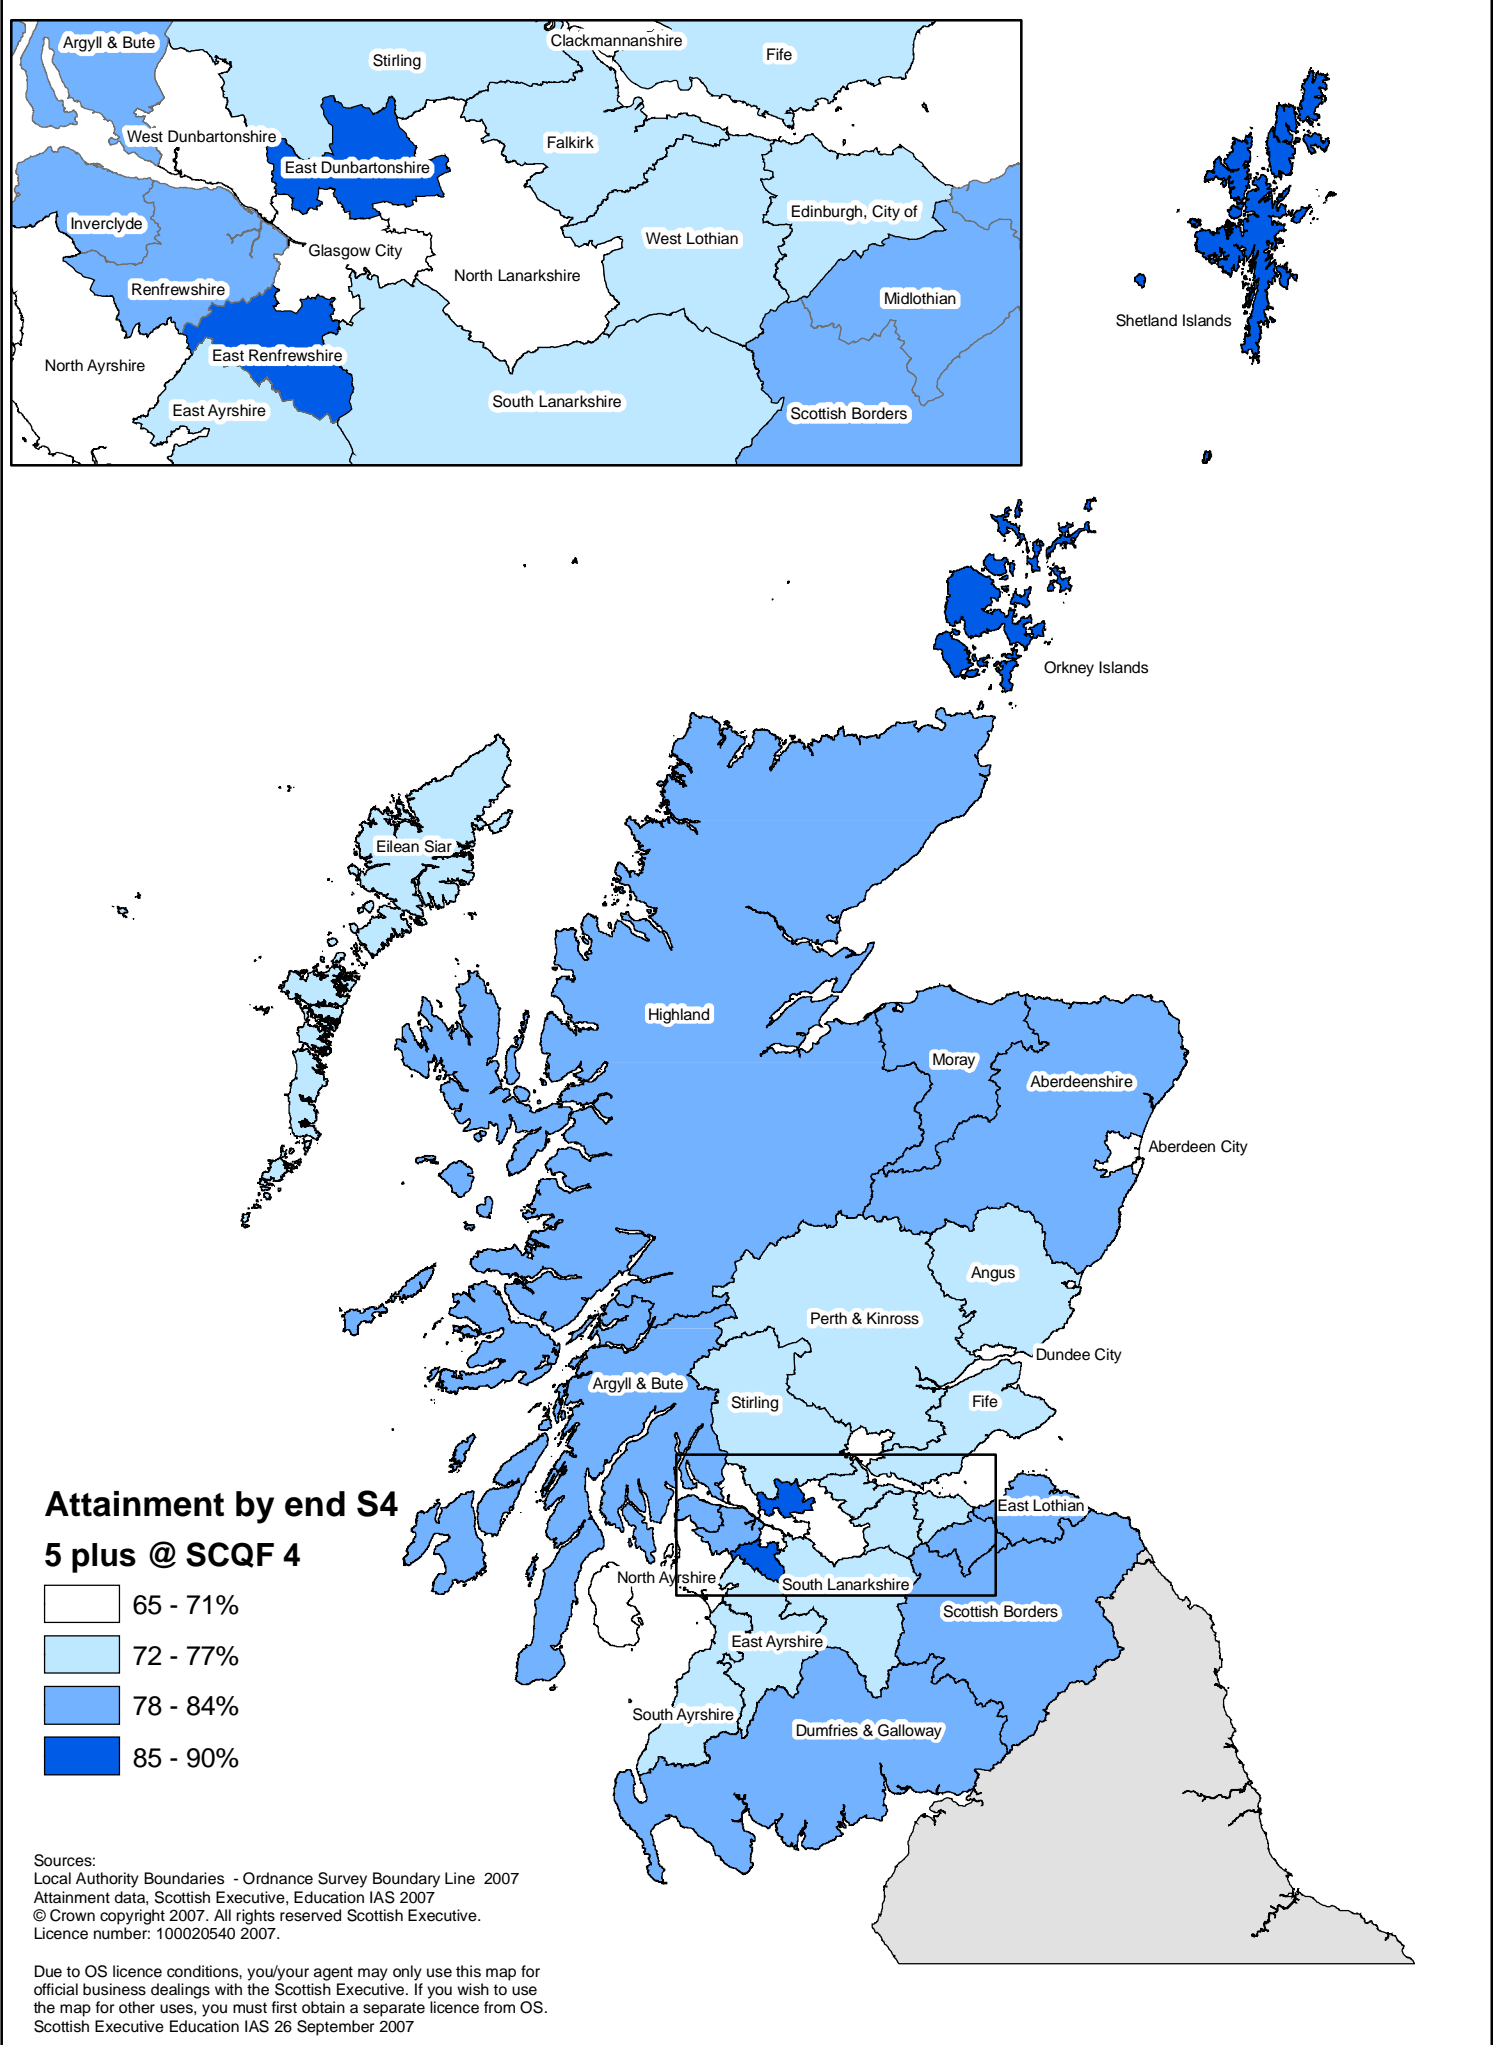 Argyll & Bute
Stirling
Clackmannanshire
Fife
West Dunbartonshire
East Dunbartonshire
Falkirk
Inverclyde
Glasgow City
North Lanarkshire
West Lothian
Edinburgh, City of
Renfrewshire
Midlothian
North Ayrshire
East Renfrewshire
East Ayrshire
South Lanarkshire
Scottish Borders
Shetland Islands
Orkney Islands
Eilean Siar
Highland
Moray
Aberdeenshire
Aberdeen City
Angus
Perth & Kinross
Dundee City
Argyll & Bute
Stirling
Fife
East Lothian
North Ayrshire
South Lanarkshire
Scottish Borders
East Ayrshire
South Ayrshire
Dumfries & Galloway
Attainment by end S4
5 plus @ SCQF 4
65 - 71%
72 - 77%
78 - 84%
85 - 90%
Sources:
Local Authority Boundaries - Ordnance Survey Boundary Line 2007
Attainment data, Scottish Executive, Education IAS 2007
© Crown copyright 2007. All rights reserved Scottish Executive.
Licence number: 100020540 2007.
Due to OS licence conditions, you/your agent may only use this map for
official business dealings with the Scottish Executive. If you wish to use
the map for other uses, you must first obtain a separate licence from OS.
Scottish Executive Education IAS 26 September 2007